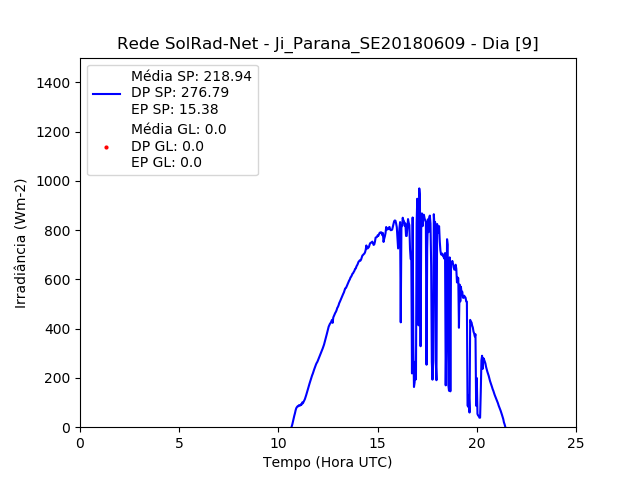 Rede SolRad-Net - Ji_Parana_SE20180609 - Dia [9]
Média SP: 218.94
DP SP: 276.79
EP SP: 15.38
Média GL: 0.0
DP GL: 0.0
EP GL: 0.0
1400
1200
1000
800
600
400
200
0
Irradiância (Wm-2)
0 5 10 15 20 25
Tempo (Hora UTC)